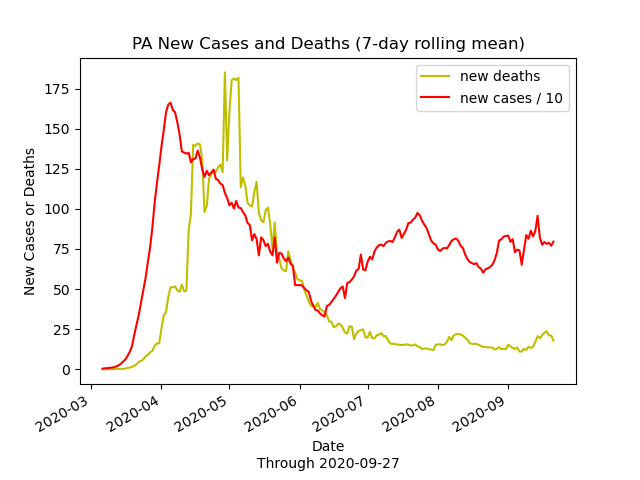 PA New Cases and Deaths (7-day rolling mean)
new deaths
new cases / 10
New Cases or Deaths
175
150
125
100
75
50
25
0
2020-03
2020-04
2020-05
2020-06
2020-07
2020-08
2020-09
Date
Through 2020-09-27